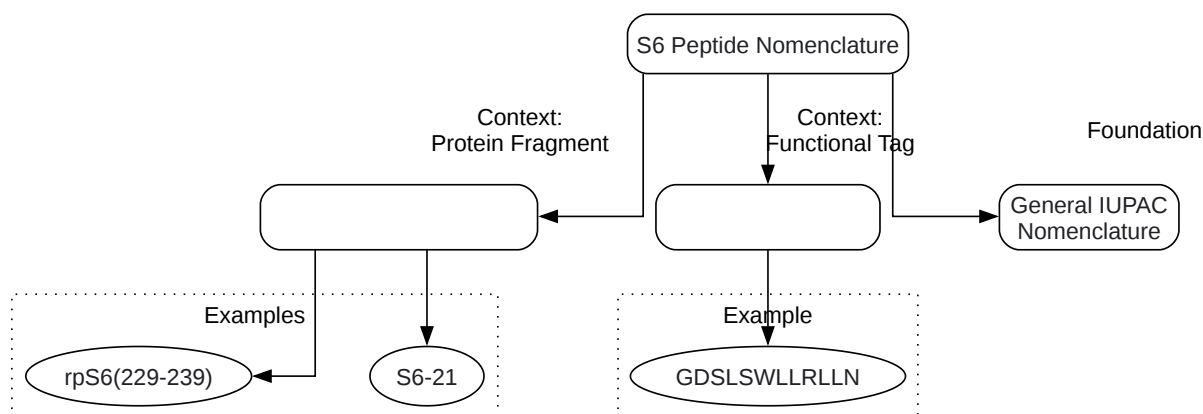 S6 Peptide Nomenclature
Context:
Protein Fragment
Context:
Functional Tag
Foundation
General IUPAC
Nomenclature
Examples
Example
rpS6(229-239)
S6-21
GDSLSWLLRLLN